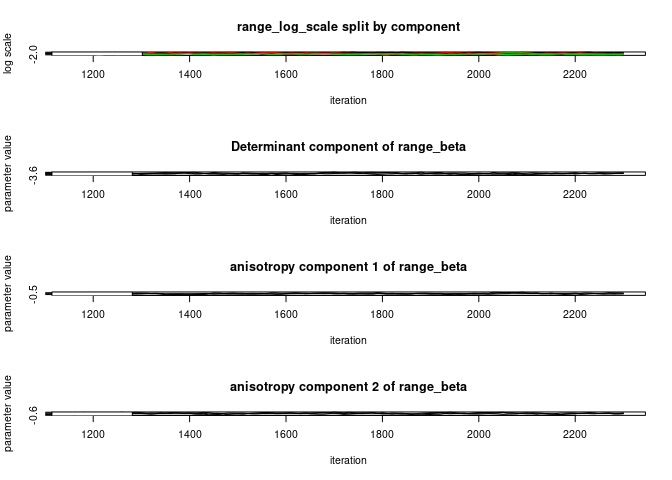 range_log_scale split by component
log scale
-2.0
1200 1400 1600 1800 2000 2200
iteration
Determinant component of range_beta
parameter value
-3.6
1200 1400 1600 1800 2000 2200
iteration
anisotropy component 1 of range_beta
parameter value
-0.5
1200 1400 1600 1800 2000 2200
iteration
anisotropy component 2 of range_beta
parameter value
-0.6
1200 1400 1600 1800 2000 2200
iteration